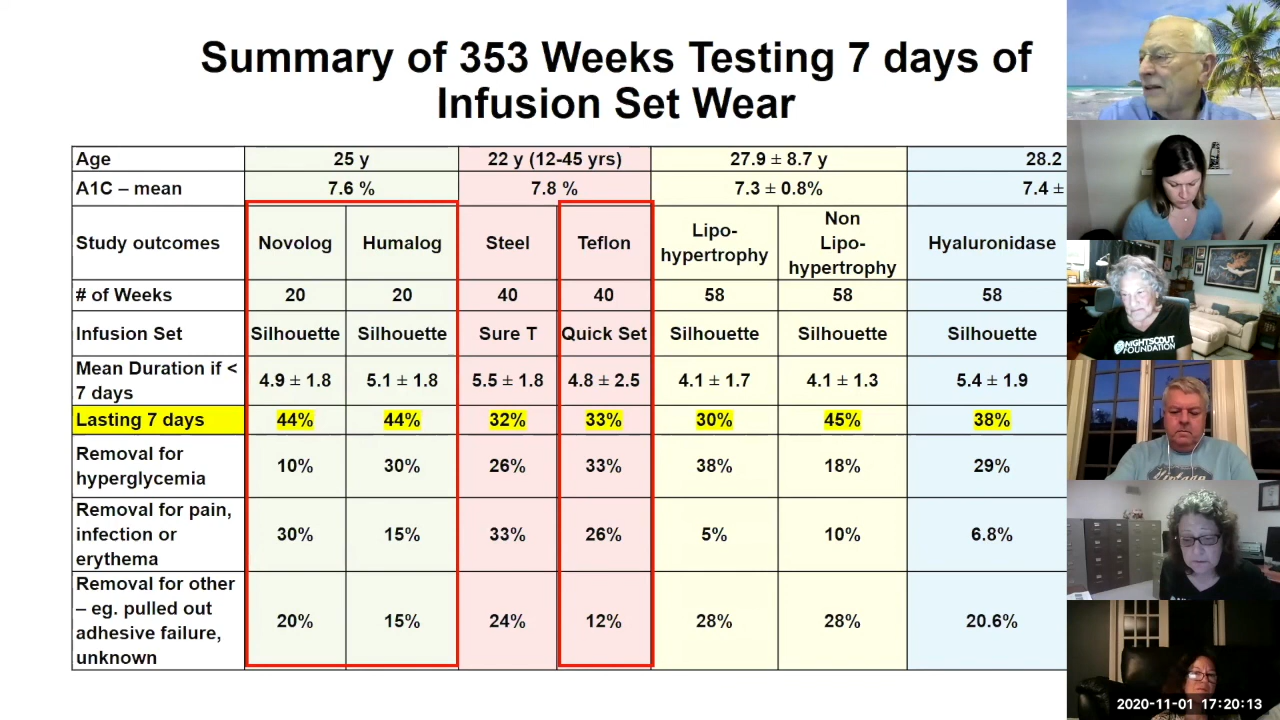 Summary of 353 Weeks Testing 7 days of
Infusion Set Wear
Age 25 y 22 y (12-45 yrs) 27.9 ± 8.7 y 28.2
A1C – mean 7.6 % 7.8 % 7.3 ± 0.8% 7.4 ±
Study outcomes Novolog Humalog Steel Teflon Lipo-
hypertrophy Non
Lipo-
hypertrophy Hyaluronidase
# of Weeks 20 20 40 40 58 58 58
Infusion Set Silhouette Silhouette Sure T Quick Set Silhouette Silhouette Silhouette
Mean Duration if <
7 days 4.9 ± 1.8 5.1 ± 1.8 5.5 ± 1.8 4.8 ± 2.5 4.1 ± 1.7 4.1 ± 1.3 5.4 ± 1.9
Lasting 7 days 44% 44% 32% 33% 30% 45% 38%
Removal for
hyperglycemia 10% 30% 26% 33% 38% 18% 29%
Removal for pain,
infection or
erythema 30% 15% 33% 26% 5% 10% 6.8%
Removal for other
– eg. pulled out
adhesive failure,
unknown 20% 15% 24% 12% 28% 28% 20.6%
NIGHTSCOUT
FOUNDATION
2020-11-01 17:20:13